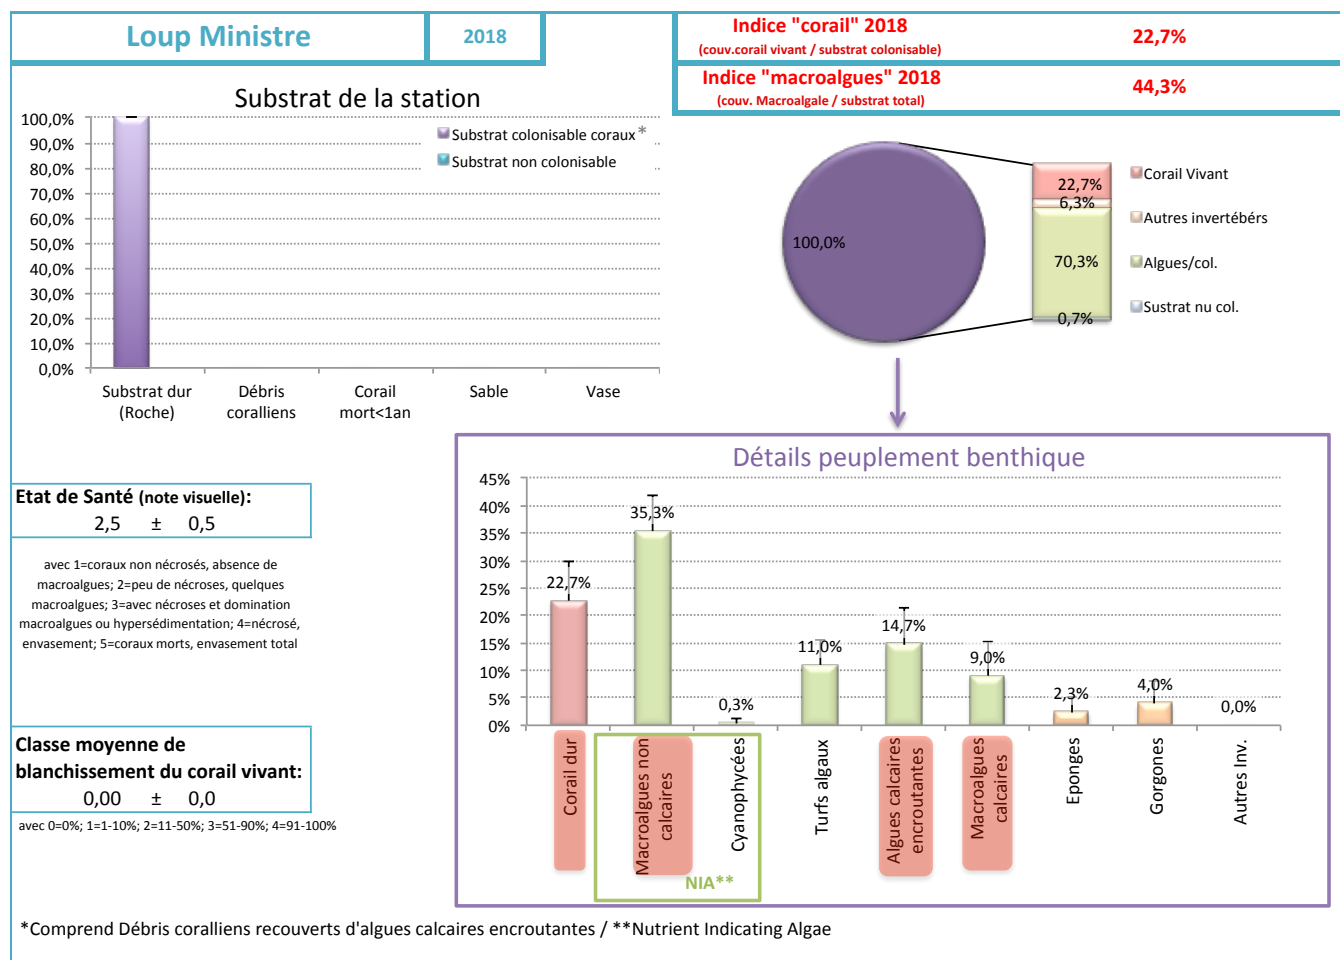 Loup Ministre
2018
Indice "corail" 2018
(couv.corail vivant / substrat colonisable)
22,7%
Indice "macroalgues" 2018
(couv. Macroalgale / substrat total)
44,3%
Substrat de la station
100,0%
90,0%
80,0%
70,0%
60,0%
50,0%
40,0%
30,0%
20,0%
10,0%
0,0%
Substrat colonisable coraux*
Substrat non colonisable
Substrat dur
(Roche)
Débris
coralliens
Corail
mort<1an
Sable
Vase
100,0%
22,7%
6,3%
70,3%
0,7%
Corail Vivant
Autres invertébérs
Algues/col.
Sustrat nu col.
Etat de Santé (note visuelle):
2,5 ± 0,5
avec 1=coraux non nécrosés, absence de
macroalgues; 2=peu de nécroses, quelques
macroalgues; 3=avec nécroses et domination
macroalgues ou hypersédimentation; 4=nécrosé,
envasement; 5=coraux morts, envasement total
Classe moyenne de
blanchissement du corail vivant:
0,00 ± 0,0
avec 0=0%; 1=1-10%; 2=11-50%; 3=51-90%; 4=91-100%
Détails peuplement benthique
45%
40%
35%
30%
25%
20%
15%
10%
5%
0%
22,7%
35,3%
0,3%
11,0%
14,7%
9,0%
2,3%
4,0%
0,0%
Corail dur
Macroalgues non
calcaires
Cyanophycées
Turfs algaux
Algues calcaires
encroutantes
Macroalgues
calcaires
Eponges
Gorgones
Autres Inv.
NIA**
*Comprend Débris coralliens recouverts d'algues calcaires encroutantes / **Nutrient Indicating Algae